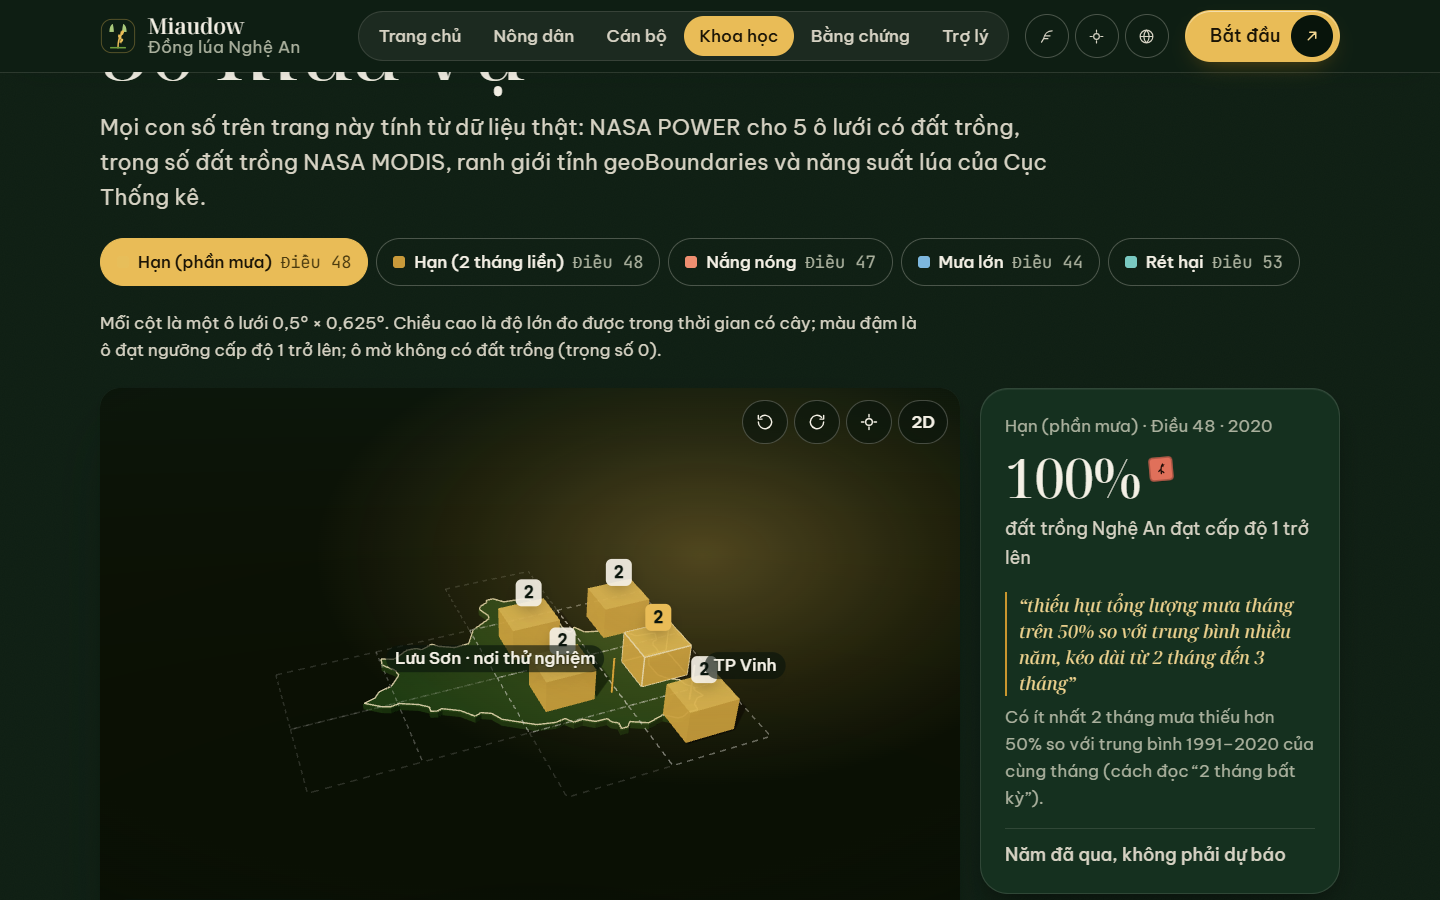 Miaudow
Đồng lúa Nghệ An
Trang chủ
Nông dân
Cán bộ
Khoa học
Bằng chứng
Trợ lý
Bắt đầu
Mọi con số trên trang này tính từ dữ liệu thật: NASA POWER cho 5 ô lưới có đất trồng,
trọng số đất trồng NASA MODIS, ranh giới tỉnh geoBoundaries và năng suất lúa của Cục
Thống kê.
Hạn (phần mưa) Điều 48
Hạn (2 tháng liền) Điều 48
Nắng nóng Điều 47
Mưa lớn Điều 44
Rét hại Điều 53
Mỗi cột là một ô lưới 0,5° × 0,625°. Chiều cao là độ lớn đo được trong thời gian có cây; màu đậm là
ô đạt ngưỡng cấp độ 1 trở lên; ô mờ không có đất trồng (trọng số 0).
2D
2
2
2
2
Lưu Sơn · nơi thử nghiệm
2
TP Vinh
Hạn (phần mưa) · Điều 48 · 2020
100%
đất trồng Nghệ An đạt cấp độ 1 trở
lên
“thiếu hụt tổng lượng mưa tháng
trên 50% so với trung bình nhiều
năm, kéo dài từ 2 tháng đến 3
tháng”
Có ít nhất 2 tháng mưa thiếu hơn
50% so với trung bình 1991–2020 của
cùng tháng (cách đọc “2 tháng bất
kỳ”).
Năm đã qua, không phải dự báo